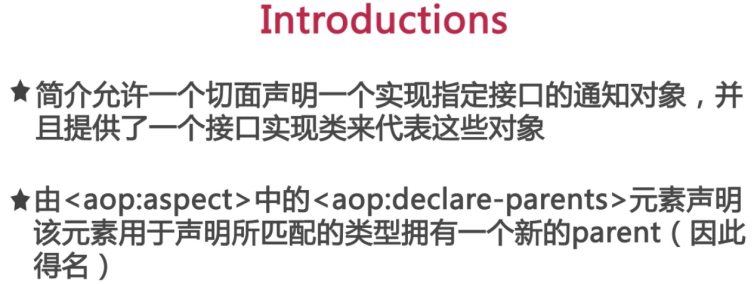 Introductions
★简介允许一个切面声明一个实现指定接口的通知对象，并
且提供了一个接口实现类来代表这些对象
★由<aop:aspect>中的<aop:declare-parents>元素声明
该元素用于声明所匹配的类型拥有一个新的parent（因此
得名）